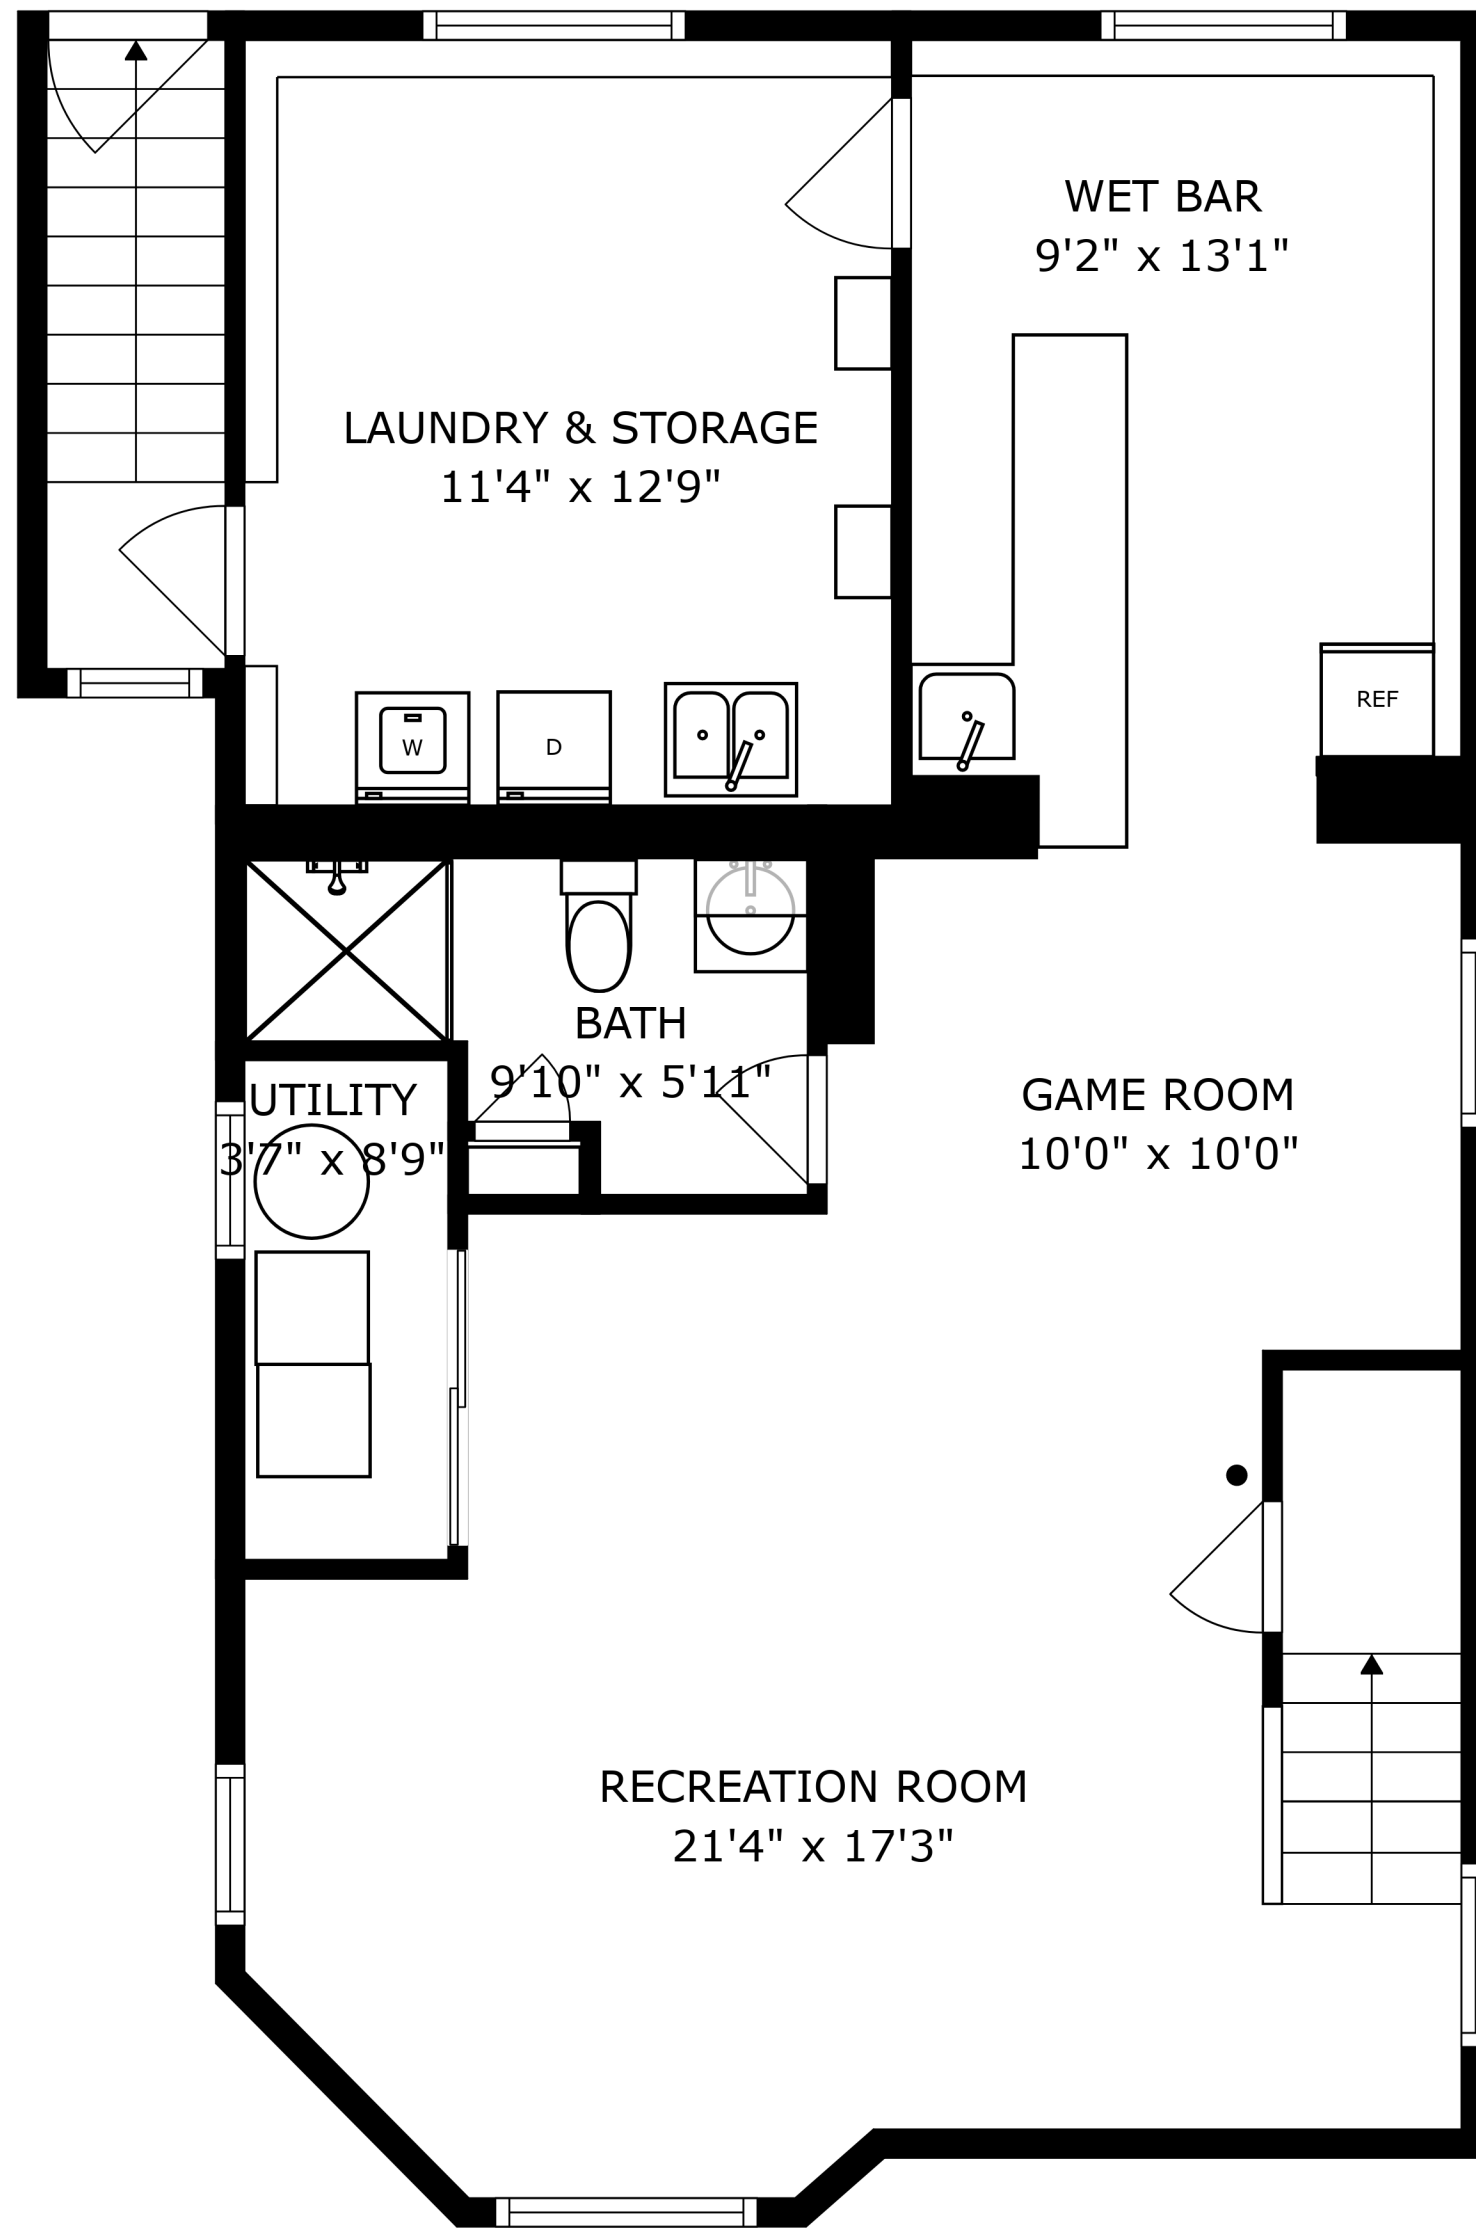 WET BAR
9'2" x 13'1"
LAUNDRY & STORAGE
11'4" x 12'9"
REF
W
D
BATH
9'10" x 5'11"
UTILITY
3'7" x 8'9"
GAME ROOM
10'0" x 10'0"
RECREATION ROOM
21'4" x 17'3"